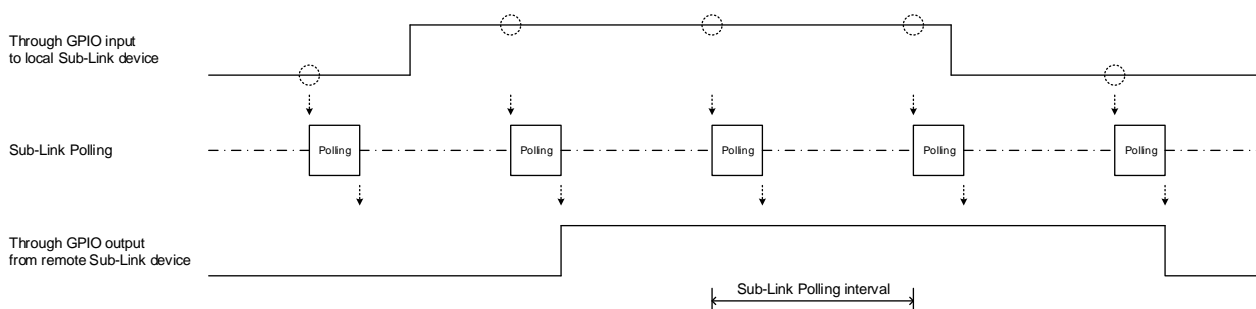 Through GPIO input
to local Sub-Link device
Sub-Link Polling
Polling
Polling
Polling
Polling
Polling
Through GPIO output
from remote Sub-Link device
Sub-Link Polling interval